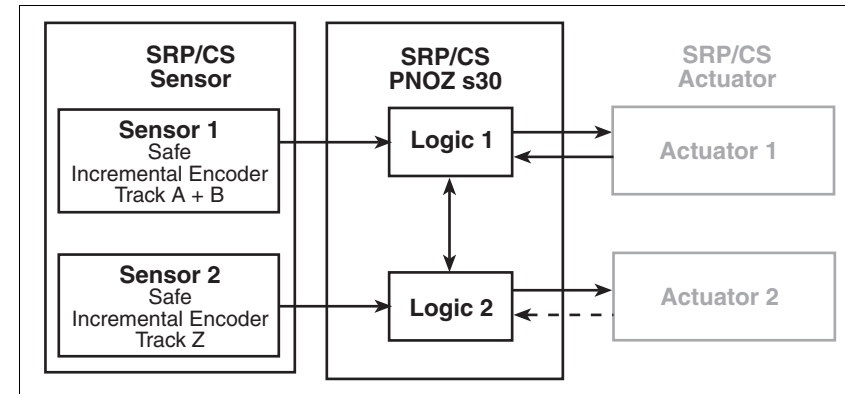 SRP/CS
Sensor
Sensor 1
Safe
Incremental Encoder
Track A + B
Sensor 2
Safe
Incremental Encoder
Track Z
SRP/CS
PNOZ s30
Logic 1
Logic 2
SRP/CS
Actuator
Actuator 1
Actuator 2